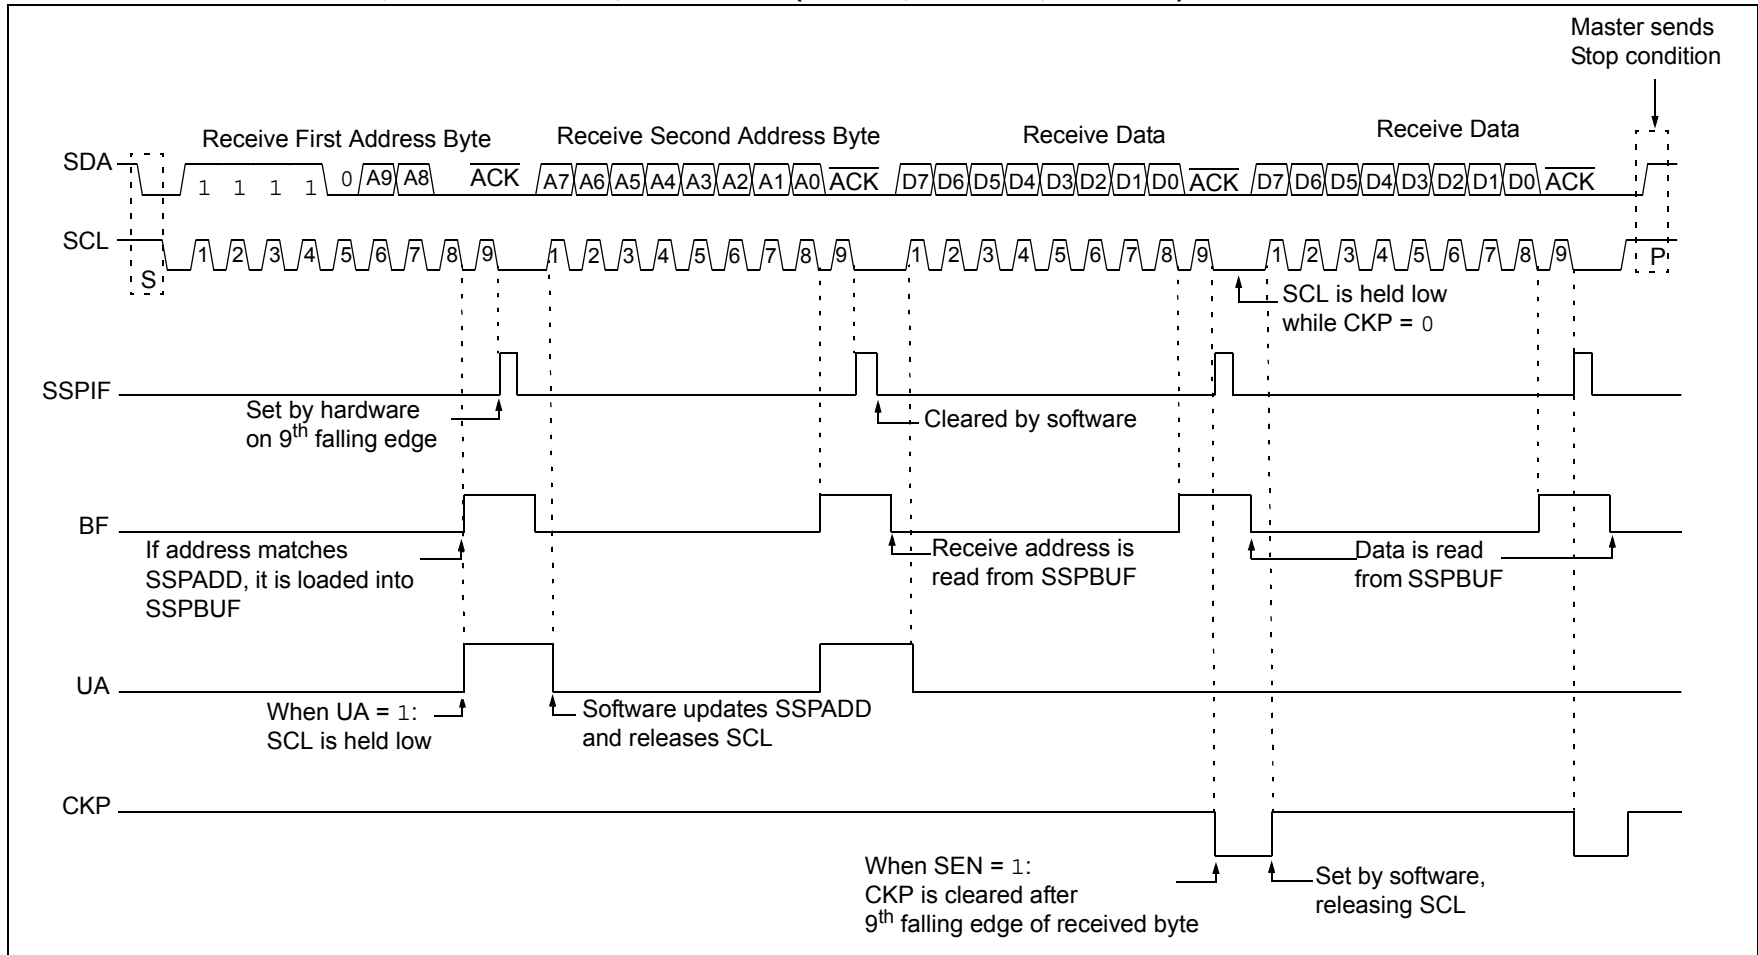 Master sends
Stop condition
Receive First Address Byte
Receive Second Address Byte
Receive Data
Receive Data
SDA
1 1 1 1 0 A9 A8 ACK A7 A6 A5 A4 A3 A2 A1 A0 ACK D7 D6 D5 D4 D3 D2 D1 D0 ACK D7 D6 D5 D4 D3 D2 D1 D0 ACK
SCL
S 1 2 3 4 5 6 7 8 9 1 2 3 4 5 6 7 8 9 1 2 3 4 5 6 7 8 9 1 2 3 4 5 6 7 8 9 P
SCL is held low
while CKP = 0
SSPIF
Set by hardware
on 9th falling edge
Cleared by software
BF
If address matches
SSPADD, it is loaded into
SSPBUF
Receive address is
read from SSPBUF
Data is read
from SSPBUF
UA
When UA = 1:
SCL is held low
Software updates SSPADD
and releases SCL
CKP
When SEN = 1:
CKP is cleared after
9th falling edge of received byte
Set by software,
releasing SCL